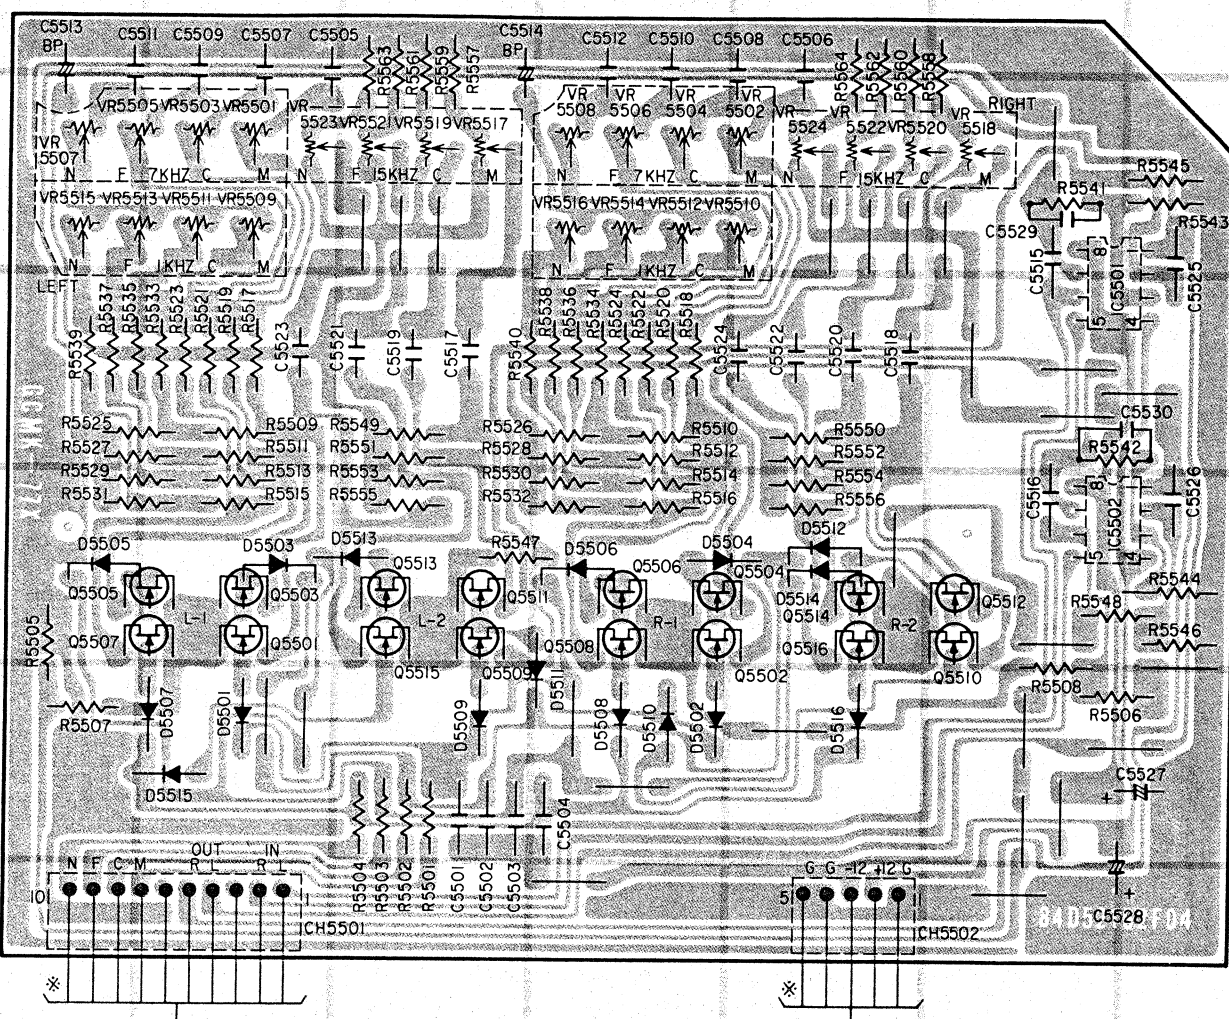 C5513 C5511 C5509 C5507 C5505 R5563 R5561 R5559 R5557 C5514 C5512 C5510 C5508 C5506 R5564 R5562 R5560 R5558
BP BP
VR5505 VR5503 VR5501 VR VR VR VR VR VR VR VR RIGHT
5523 VR5521 VR5519 VR5517 5508 5506 5504 5502 5524 5522 VR5520 5518
VR
5507
N F 7KHZ C M N F 15KHZ C M N F 7KHZ C M N F 15KHZ C M
R5545
R5541
R5543
C5529
VR5515 VR5513 VR5511 VR5509 VR5516 VR5514 VR5512 VR5510
N F 1KHZ C M N F 1KHZ C M
LEFT
C5515 8 IC5501 5 4 C5525
R5539 R5537 R5535 R5533 R5523 R5521 R5519 R5517 C5523 C5521 C5519 C5517 R5540 R5538 R5536 R5534 R5524 R5522 R5520 R5518 C5524 C5522 C5520 C5518
C5530
R5542
R5525 R5509 R5549 R5526 R5510 R5550
R5527 R5511 R5551 R5528 R5512 R5552
R5529 R5513 R5553 R5530 R5514 R5554
R5531 R5515 R5555 R5532 R5516 R5556
C5516 8 IC5502 5 4 C5526
D5505 D5503 D5513 R5547 D5506 D5504 D5512
Q5505 Q5503 Q5513 Q5511 Q5506 Q5504 D5514 Q5514 Q5512
R5544
R5548
R5546
R5505 Q5507 L-1 Q5501 L-2 Q5515 Q5509 D5511 Q5508 R-1 Q5502 Q5516 R-2 Q5510
R5508
R5506
R5507 D5507 D5501 D5509 D5508 D5510 D5502 D5516
D5515
C5527
+
R5504 R5503 R5502 R5501 C5501 C5502 C5503 C5504
OUT IN
N F C M R L R L
10
CH5501
G G -12 +12 G
5
CH5502
+
C5528
※ ※